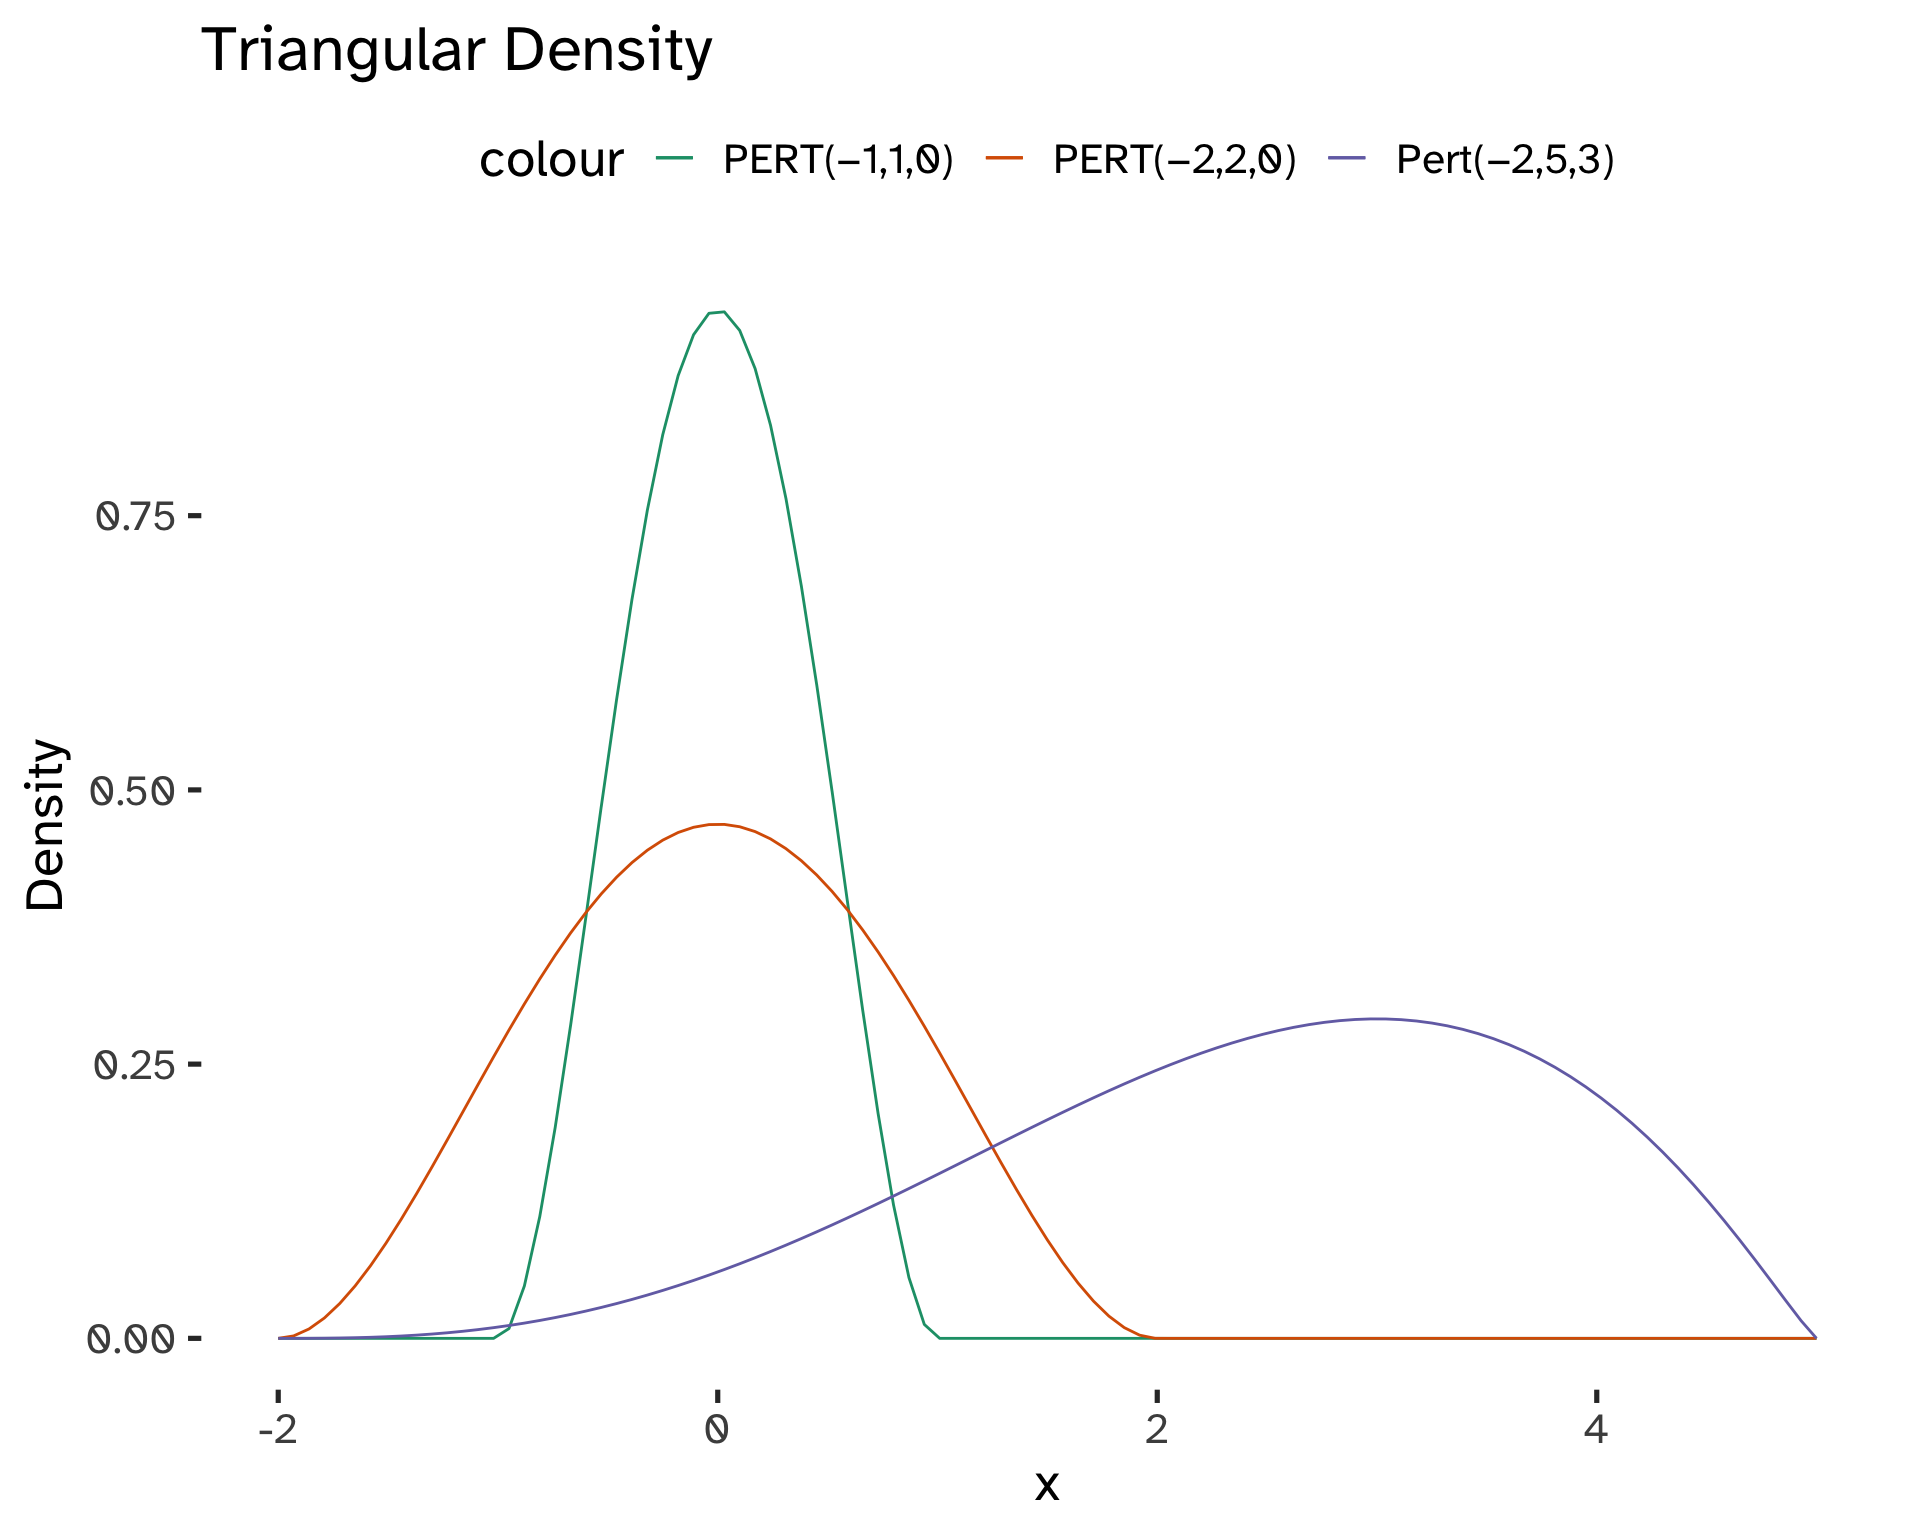 Triangular Density
colour PERT(−1,1,0) PERT(−2,2,0) Pert(−2,5,3)
Density
0.75
0.50
0.25
0.00
-2 0 2 4
x